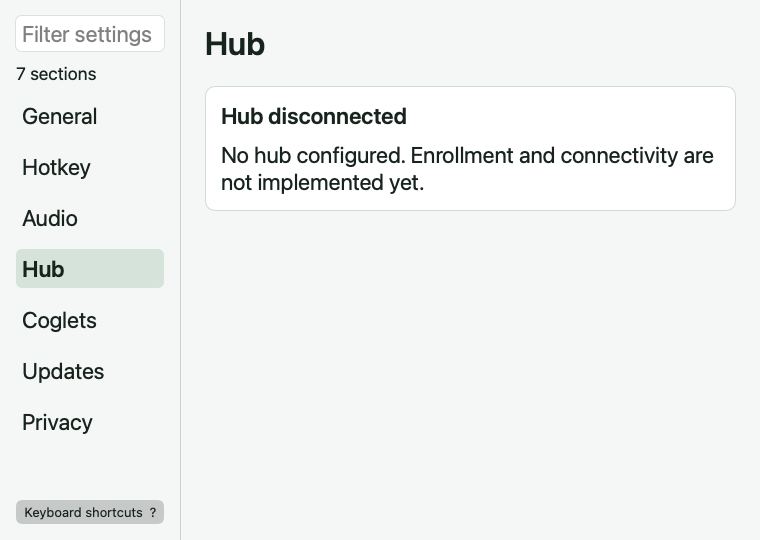 Filter settings
7 sections
General
Hotkey
Audio
Hub
Coglets
Updates
Privacy
Keyboard shortcuts ?
Hub
Hub disconnected
No hub configured. Enrollment and connectivity are
not implemented yet.